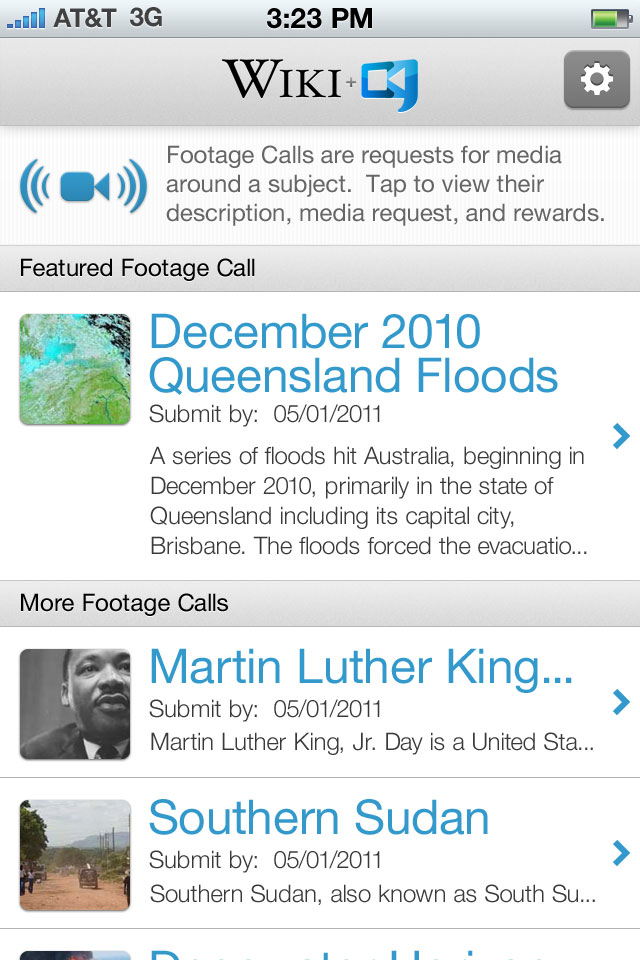 AT&T 3G 3:23 PM
WIKI+
Footage Calls are requests for media
around a subject. Tap to view their
description, media request, and rewards.
Featured Footage Call
December 2010
Queensland Floods
Submit by: 05/01/2011
A series of floods hit Australia, beginning in
December 2010, primarily in the state of
Queensland including its capital city,
Brisbane. The floods forced the evacuatio...
More Footage Calls
Martin Luther King...
Submit by: 05/01/2011
Martin Luther King, Jr. Day is a United Sta...
Southern Sudan
Submit by: 05/01/2011
Southern Sudan, also known as South Su...